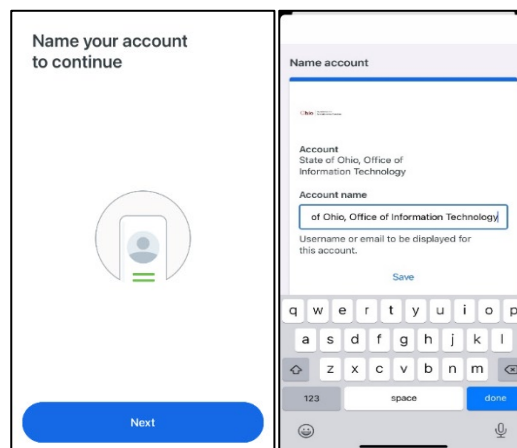 Name your account
to continue
Next
Name account
Ohio
Account
State of Ohio, Office of
Information Technology
Account name
of Ohio, Office of Information Technology
Username or email to be displayed for
this account.
Save
q w e r t y u i o p
a s d f g h j k l
z x c v b n m
123 space done